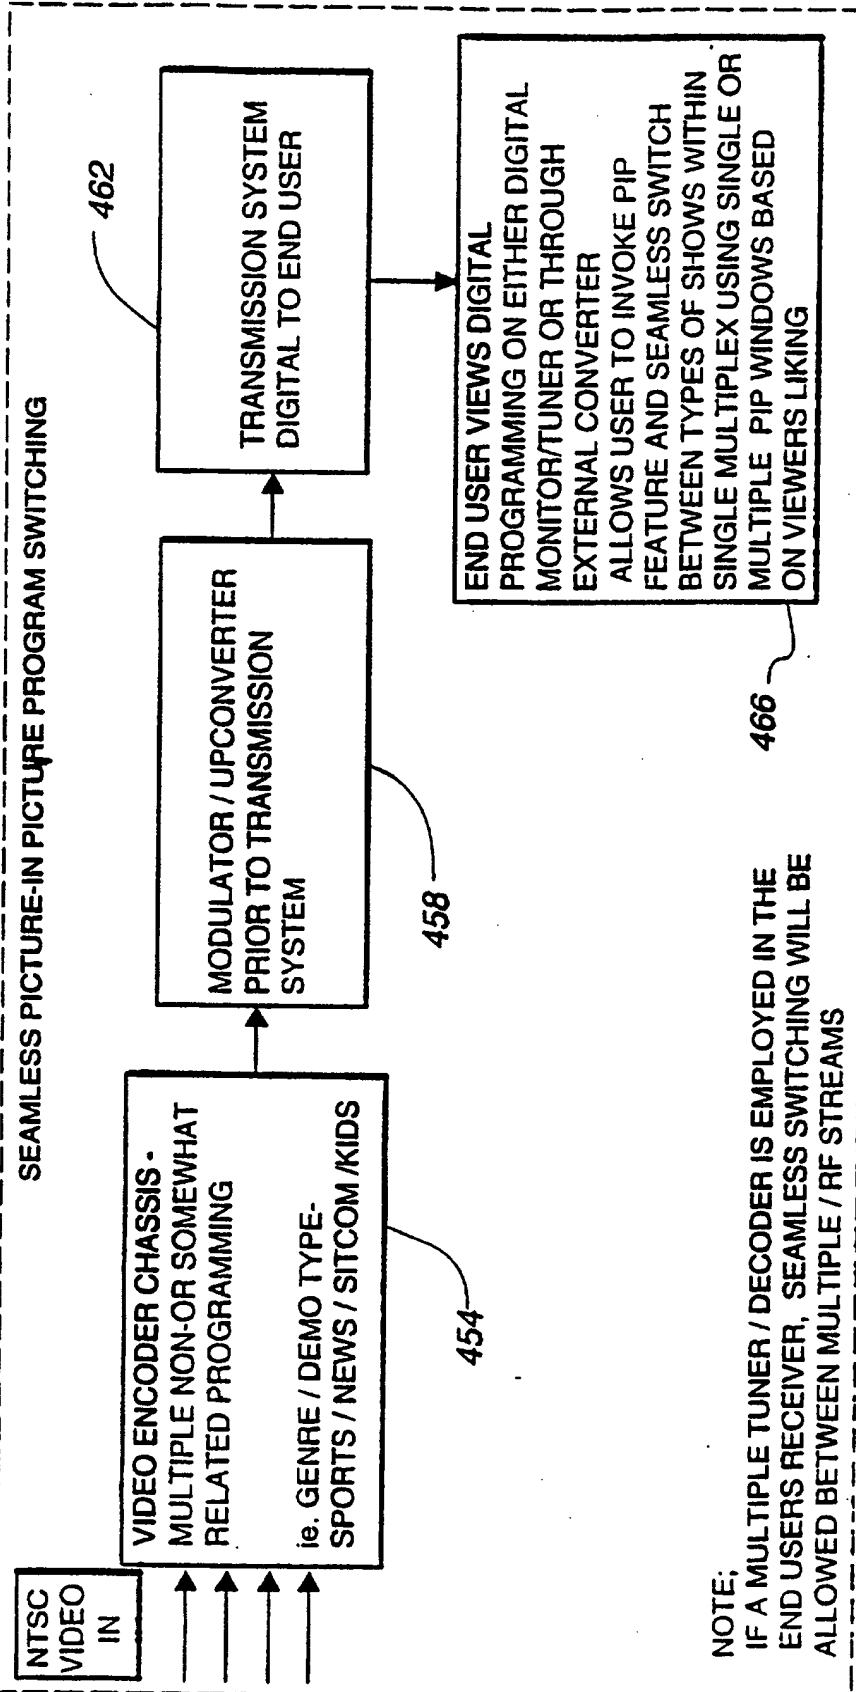 SEAMLESS PICTURE-IN PICTURE PROGRAM SWITCHING
NTSC
VIDEO
IN
VIDEO ENCODER CHASSIS -
MULTIPLE NON-OR SOMEWHAT
RELATED PROGRAMMING
ie. GENRE / DEMO TYPE-
SPORTS / NEWS / SITCOM /KIDS
454
MODULATOR / UPCONVERTER
PRIOR TO TRANSMISSION
SYSTEM
458
TRANSMISSION SYSTEM
DIGITAL TO END USER
462
END USER VIEWS DIGITAL
PROGRAMMING ON EITHER DIGITAL
MONITOR/TUNER OR THROUGH
EXTERNAL CONVERTER
ALLOWS USER TO INVOKE PIP
FEATURE AND SEAMLESS SWITCH
BETWEEN TYPES OF SHOWS WITHIN
SINGLE MULTIPLEX USING SINGLE OR
MULTIPLE PIP WINDOWS BASED
ON VIEWERS LIKING
466
NOTE;
IF A MULTIPLE TUNER / DECODER IS EMPLOYED IN THE
END USERS RECEIVER, SEAMLESS SWITCHING WILL BE
ALLOWED BETWEEN MULTIPLE / RF STREAMS